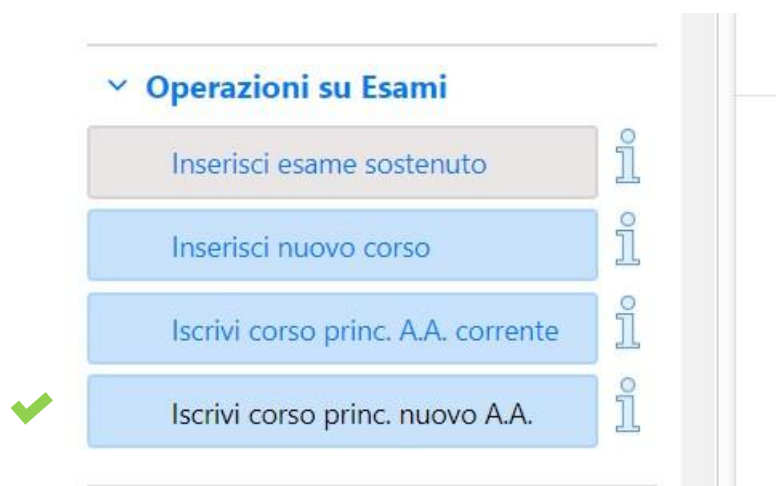 Operazioni su Esami
Inserisci esame sostenuto
Inserisci nuovo corso
Iscrivi corso princ. A.A. corrente
Iscrivi corso princ. nuovo A.A.